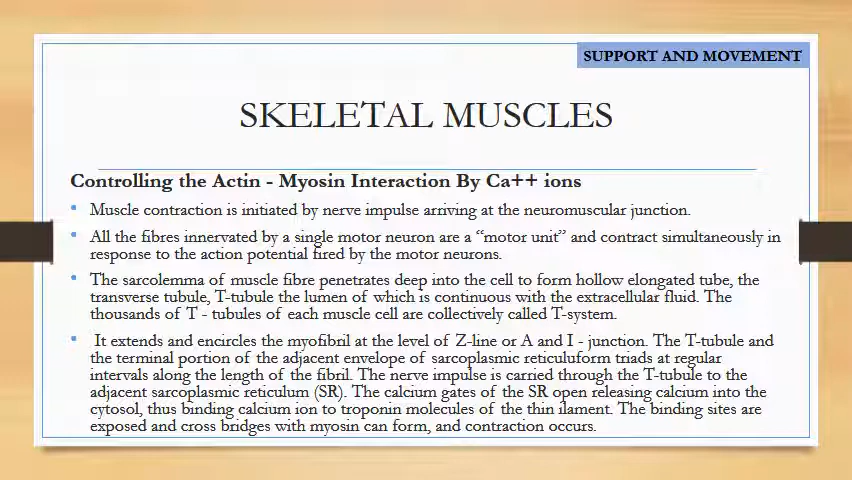 SUPPORT AND MOVEMENT
SKELETAL MUSCLES
Controlling the Actin - Myosin Interaction By Ca++ ions
• Muscle contraction is initiated by nerve impulse arriving at the neuromuscular junction.
• All the fibres innervated by a single motor neuron are a “motor unit” and contract simultaneously in
response to the action potential fired by the motor neurons.
• The sarcolemma of muscle fibre penetrates deep into the cell to form hollow elongated tube, the
transverse tubule, T-tubule the lumen of which is continuous with the extracellular fluid. The
thousands of T - tubules of each muscle cell are collectively called T-system.
• It extends and encircles the myofibril at the level of Z-line or A and I - junction. The T-tubule and
the terminal portion of the adjacent envelope of sarcoplasmic reticuluform triads at regular
intervals along the length of the fibril. The nerve impulse is carried through the T-tubule to the
adjacent sarcoplasmic reticulum (SR). The calcium gates of the SR open releasing calcium into the
cytosol, thus binding calcium ion to troponin molecules of the thin ilament. The binding sites are
exposed and cross bridges with myosin can form, and contraction occurs.